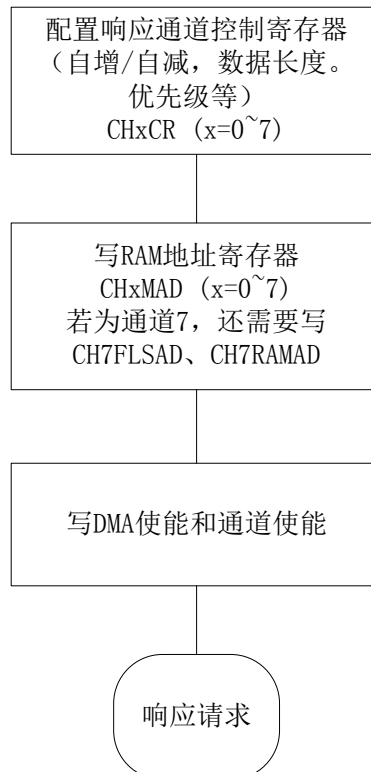 配置响应通道控制寄存器
（自增/自减，数据长度。
优先级等）
CHxCR (x=0~7)
写RAM地址寄存器
CHxMAD (x=0~7)
若为通道7，还需要写
CH7FLSAD、CH7RAMAD
写DMA使能和通道使能
响应请求